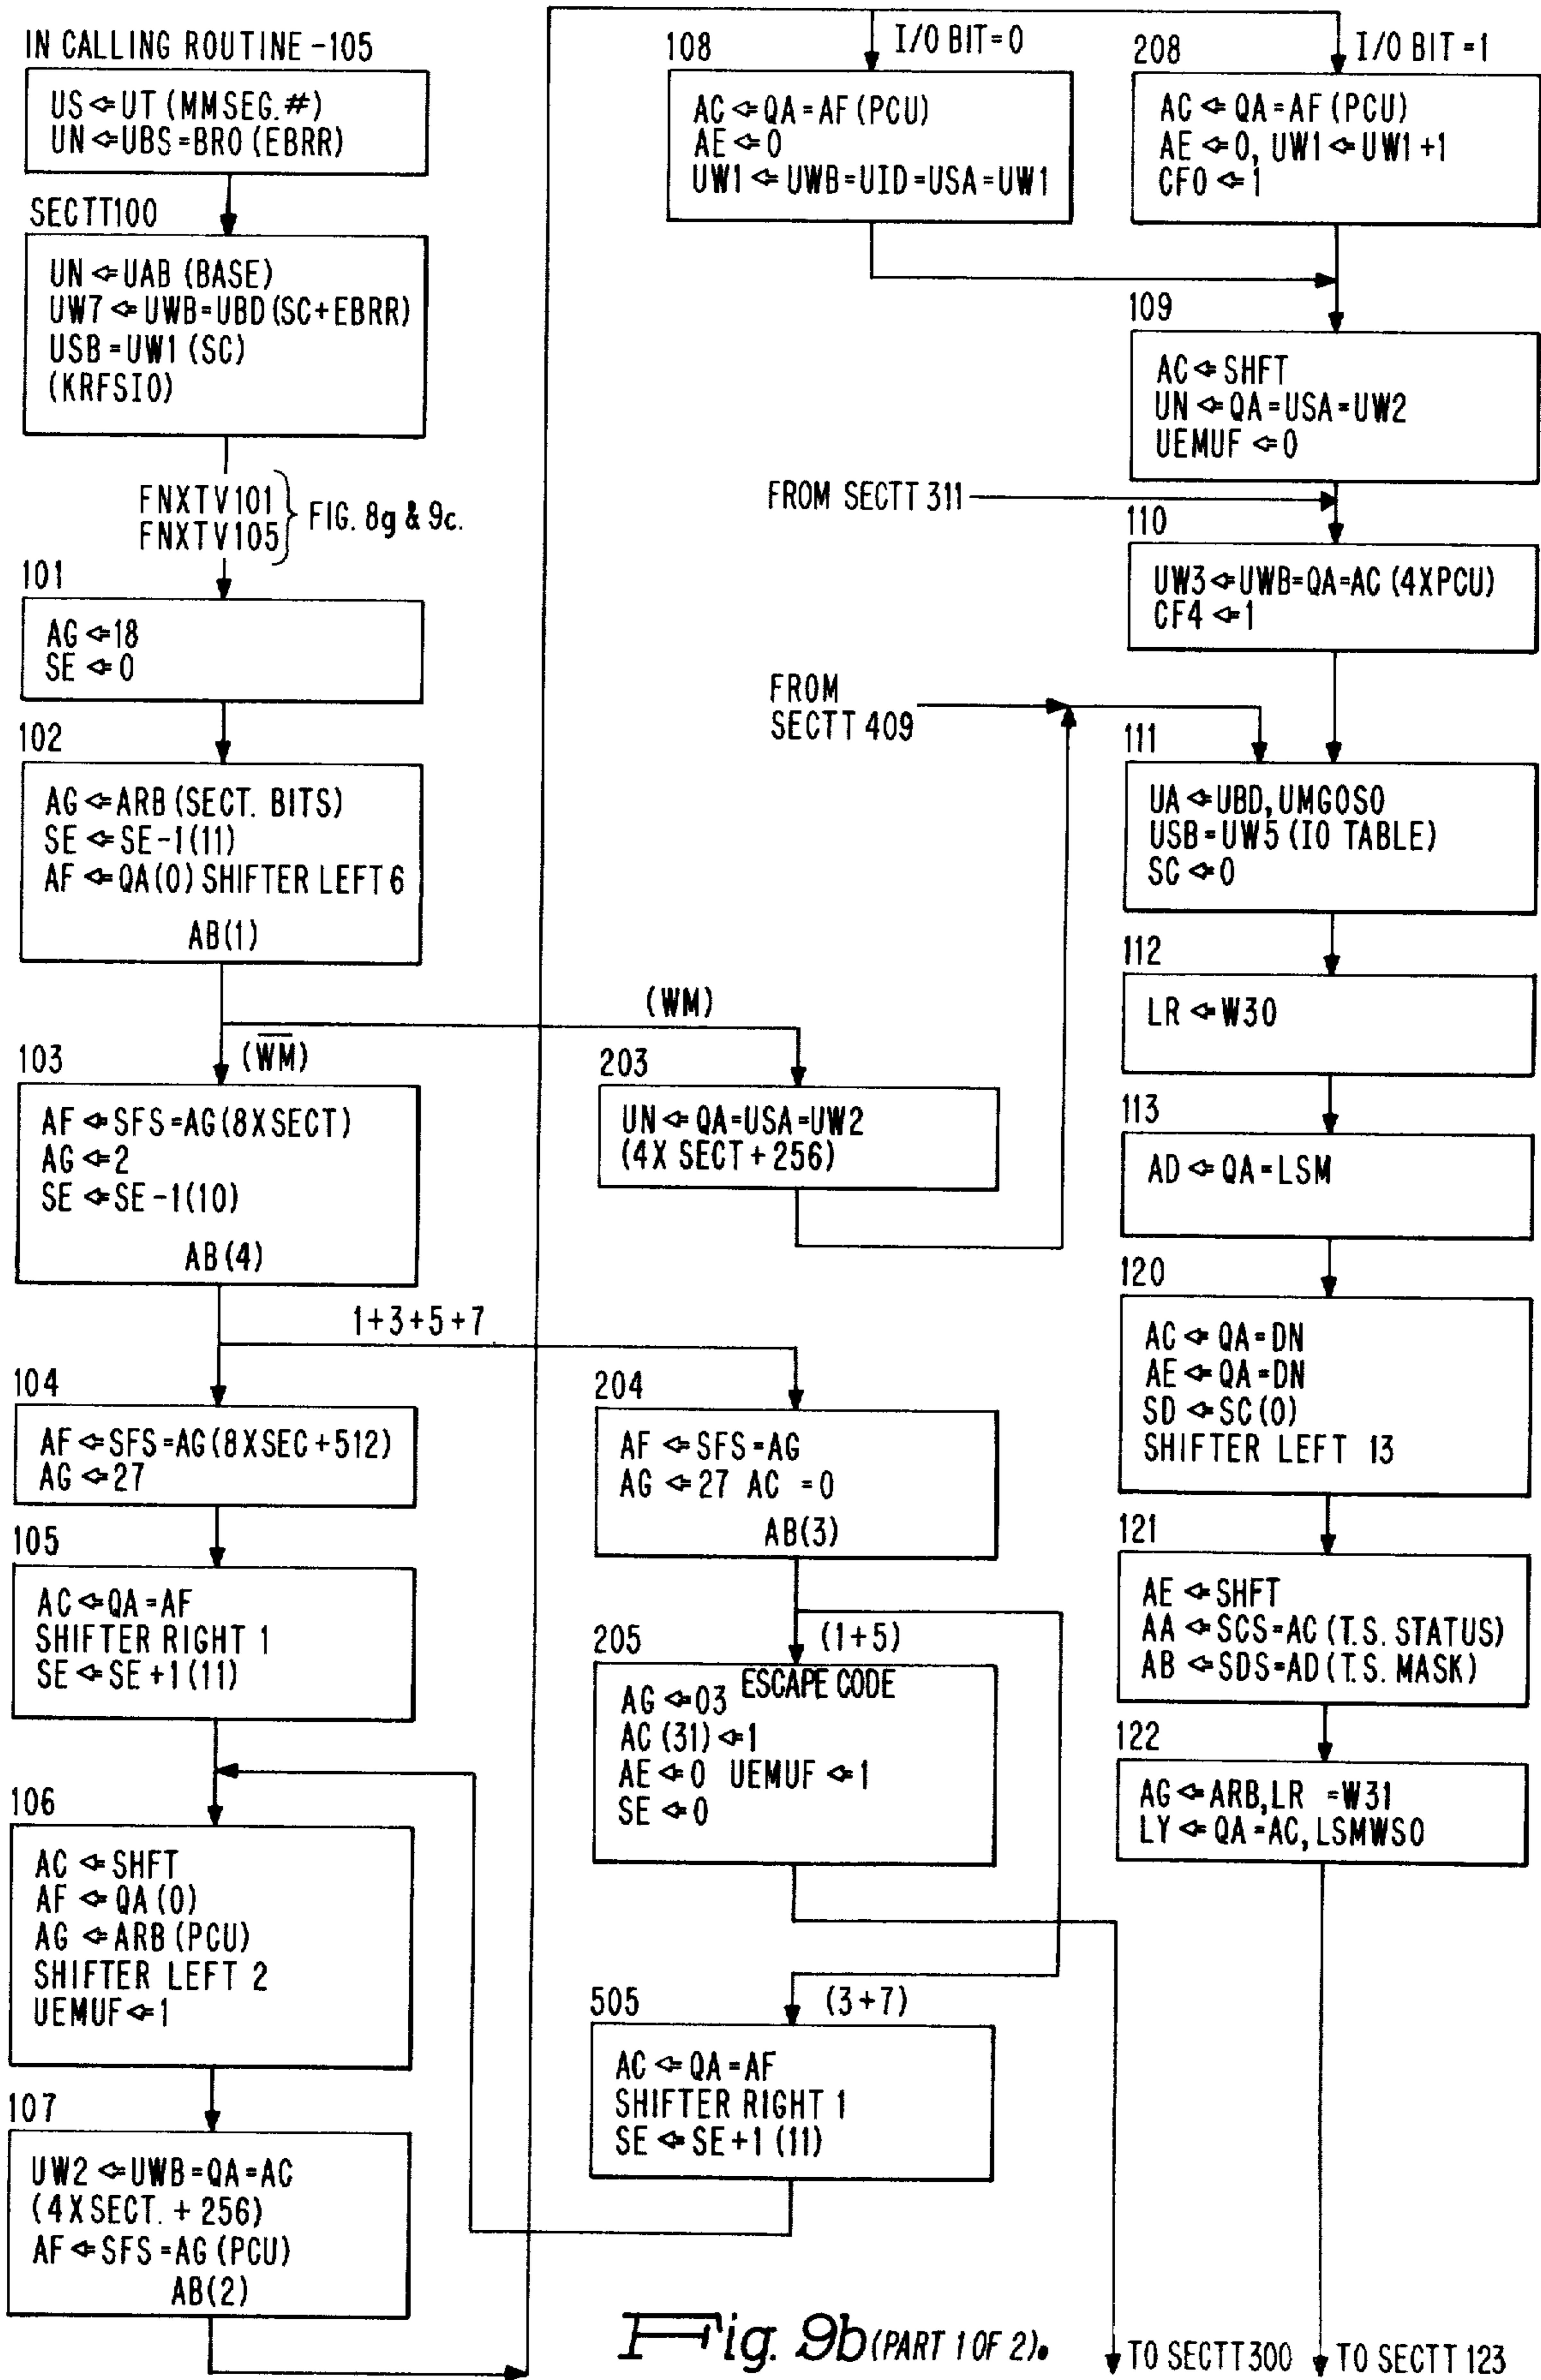 IN CALLING ROUTINE -105
US ⇐ UT (MMSEG. #)
UN ⇐ UBS = BR0 (EBRR)
SECTT100
UN ⇐ UAB (BASE)
UW7 ⇐ UWB = UBD (SC+EBRR)
USB = UW1 (SC)
(KRFSI0)
FNXTV101
FNXTV105
FIG. 8g & 9c.
101
AG ⇐ 18
SE ⇐ 0
102
AG ⇐ ARB (SECT. BITS)
SE ⇐ SE-1(11)
AF ⇐ QA(0) SHIFTER LEFT 6
AB(1)
(WM)
(W̅M̅)
103
AF ⇐ SFS = AG (8XSECT)
AG ⇐ 2
SE ⇐ SE-1(10)
AB(4)
1+3+5+7
104
AF ⇐ SFS = AG (8XSEC+512)
AG ⇐ 27
105
AC ⇐ QA = AF
SHIFTER RIGHT 1
SE ⇐ SE+1 (11)
106
AC ⇐ SHFT
AF ⇐ QA (0)
AG ⇐ ARB (PCU)
SHIFTER LEFT 2
UEMUF ⇐ 1
107
UW2 ⇐ UWB = QA = AC
(4XSECT. + 256)
AF ⇐ SFS = AG (PCU)
AB(2)
203
UN ⇐ QA = USA = UW2
(4X SECT + 256)
204
AF ⇐ SFS = AG
AG ⇐ 27 AC = 0
AB(3)
(1+5)
205
ESCAPE CODE
AG ⇐ 03
AC (31) ⇐ 1
AE ⇐ 0 UEMUF ⇐ 1
SE ⇐ 0
(3+7)
505
AC ⇐ QA = AF
SHIFTER RIGHT 1
SE ⇐ SE+1 (11)
I/O BIT = 0
108
AC ⇐ QA = AF (PCU)
AE ⇐ 0
UW1 ⇐ UWB = UID = USA = UW1
I/O BIT = 1
208
AC ⇐ QA = AF (PCU)
AE ⇐ 0, UW1 ⇐ UW1+1
CF0 ⇐ 1
109
AC ⇐ SHFT
UN ⇐ QA = USA = UW2
UEMUF ⇐ 0
FROM SECTT 311
110
UW3 ⇐ UWB = QA = AC (4XPCU)
CF4 ⇐ 1
FROM
SECTT 409
111
UA ⇐ UBD, UMGOS0
USB = UW5 (IO TABLE)
SC ⇐ 0
112
LR ⇐ W30
113
AD ⇐ QA = LSM
120
AC ⇐ QA = DN
AE ⇐ QA = DN
SD ⇐ SC (0)
SHIFTER LEFT 13
121
AE ⇐ SHFT
AA ⇐ SCS = AC (T.S. STATUS)
AB ⇐ SDS = AD (T.S. MASK)
122
AG ⇐ ARB, LR = W31
LY ⇐ QA = AC, LSMWS0
TO SECTT300
TO SECTT 123
Fig. 9b (PART 1 OF 2).